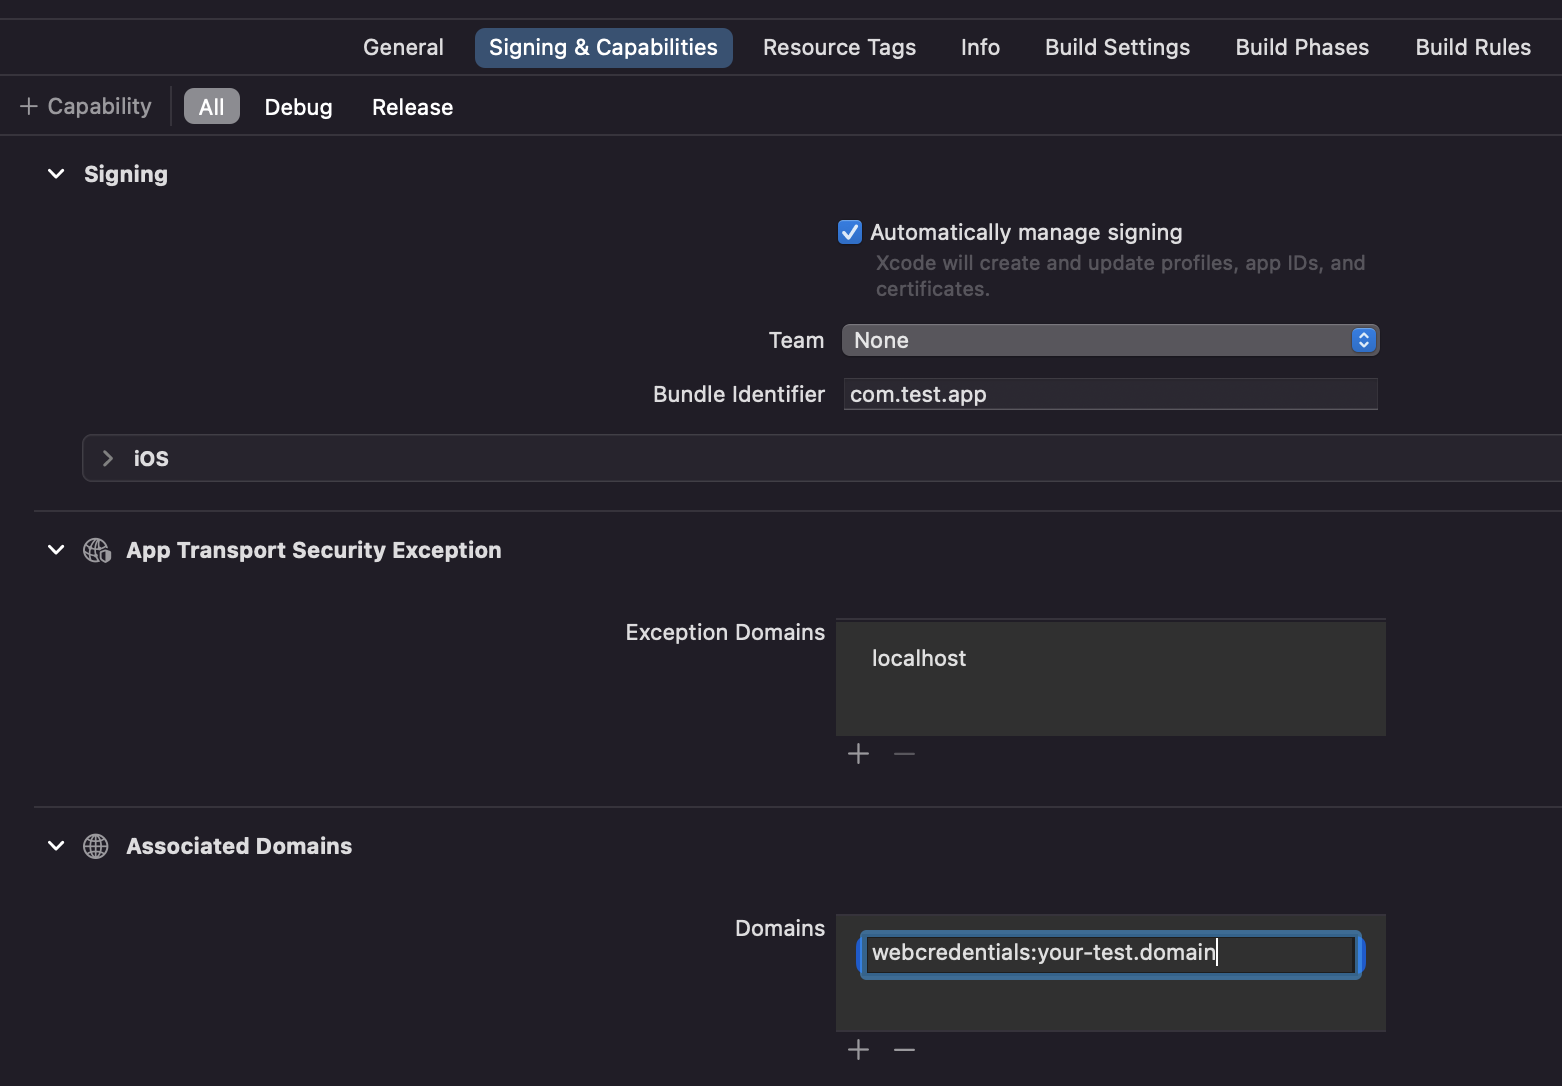 General Signing & Capabilities Resource Tags Info Build Settings Build Phases Build Rules
+ Capability All Debug Release
Signing
Automatically manage signing
Xcode will create and update profiles, app IDs, and
certificates.
Team None
Bundle Identifier com.test.app
iOS
App Transport Security Exception
Exception Domains
localhost
+ −
Associated Domains
Domains
webcredentials:your-test.domain
+ −